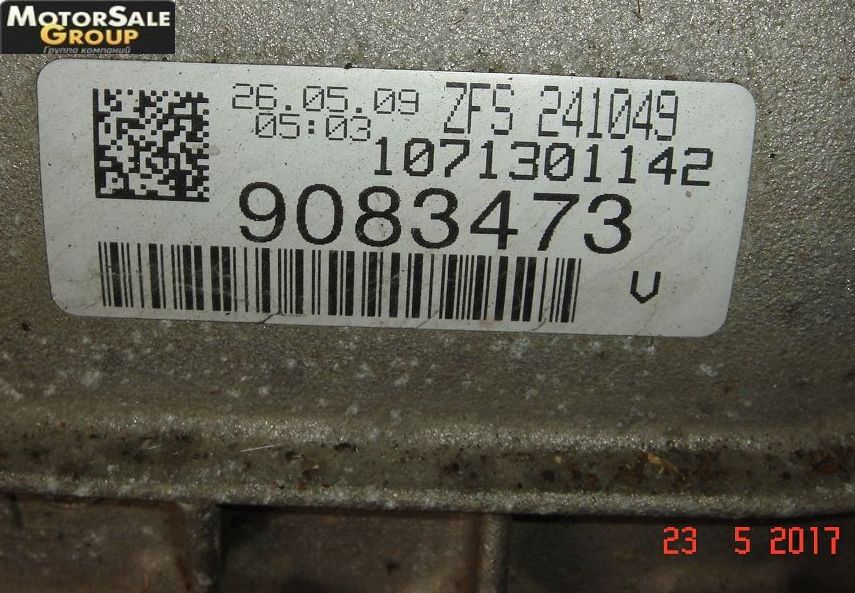 MOTORSALE
GROUP
Группа компаний
26.05.09 ZFS 241049
05:03
1071301142
9083473
V
23 5 2017